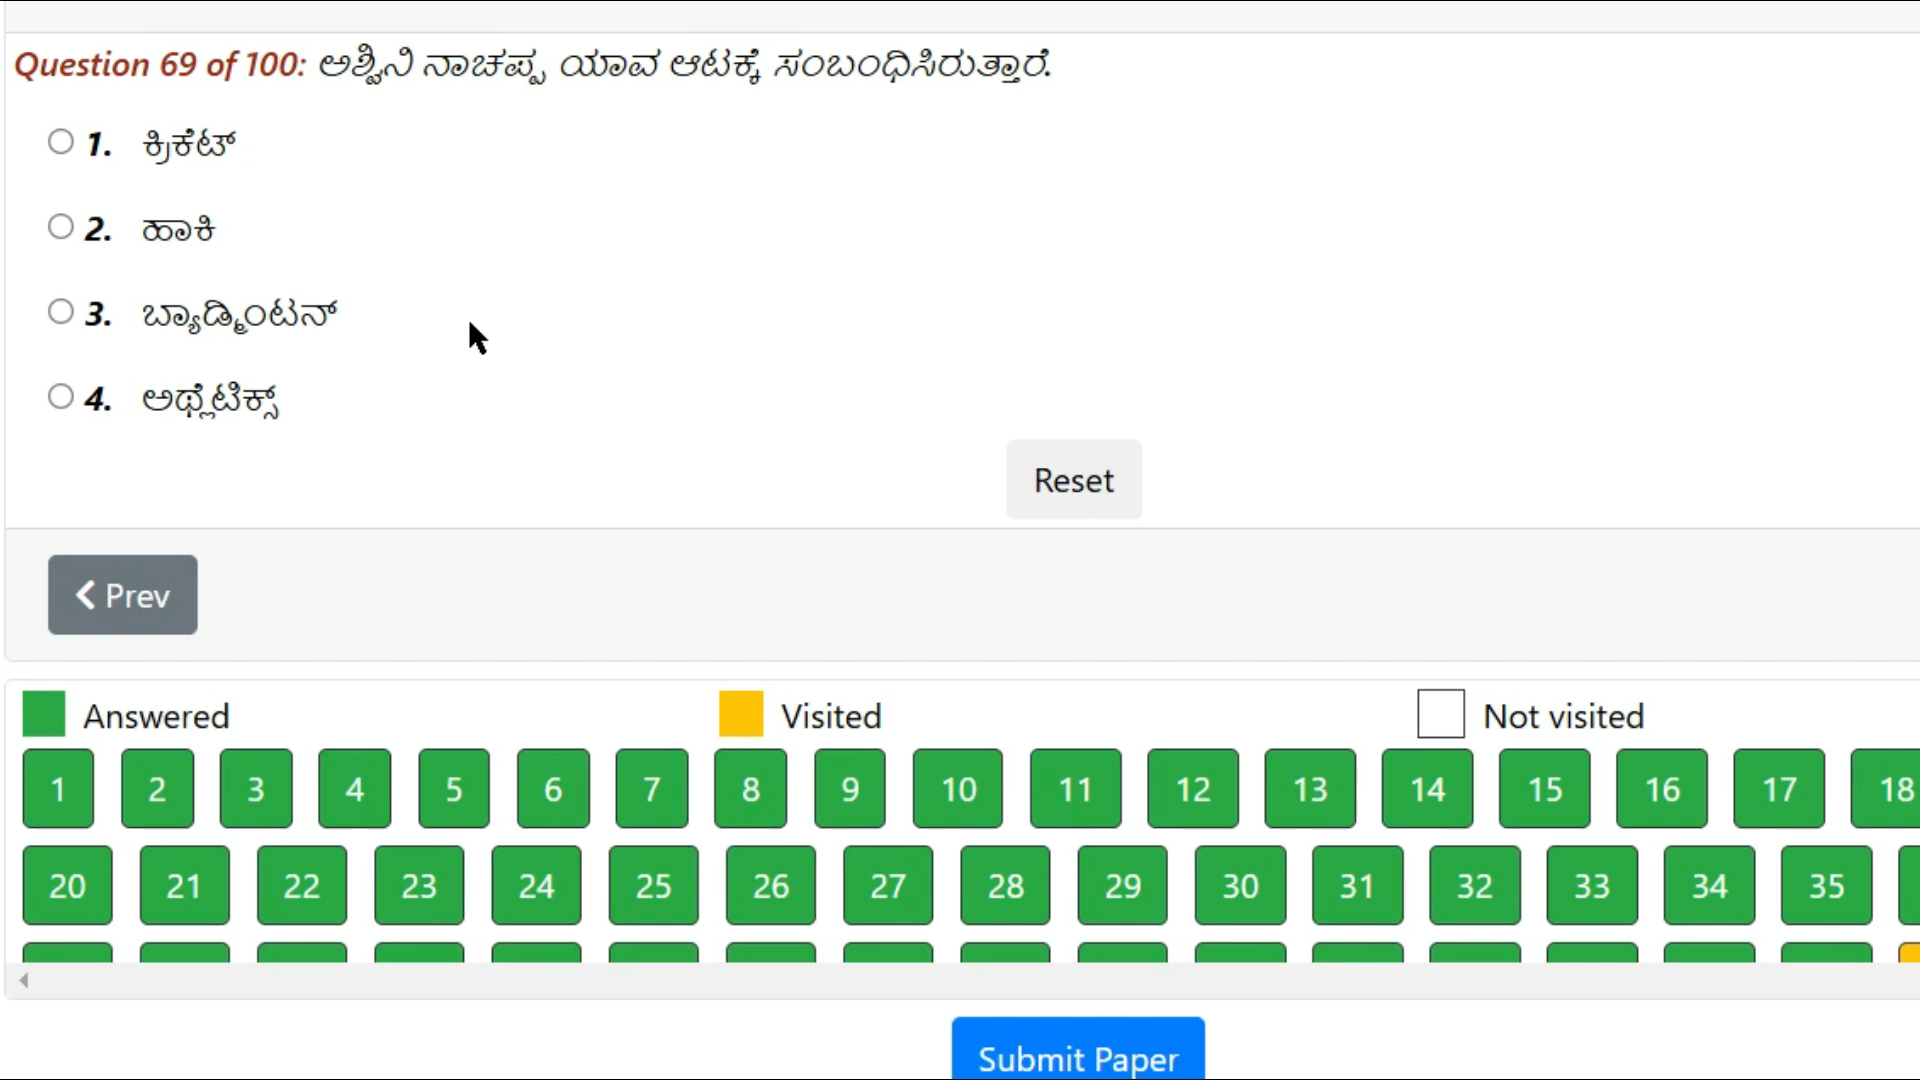 Question 69 of 100: ಅಶ್ವಿನಿ ನಾಚಪ್ಪ ಯಾವ ಆಟಕ್ಕೆ ಸಂಬಂಧಿಸಿರುತ್ತಾರೆ.
1. ಕ್ರಿಕೆಟ್
2. ಹಾಕಿ
3. ಬ್ಯಾಡ್ಮಿಂಟನ್
4. ಅಥ್ಲೆಟಿಕ್ಸ್
Reset
Prev
Answered Visited Not visited
1 2 3 4 5 6 7 8 9 10 11 12 13 14 15 16 17 18
20 21 22 23 24 25 26 27 28 29 30 31 32 33 34 35
Submit Paper